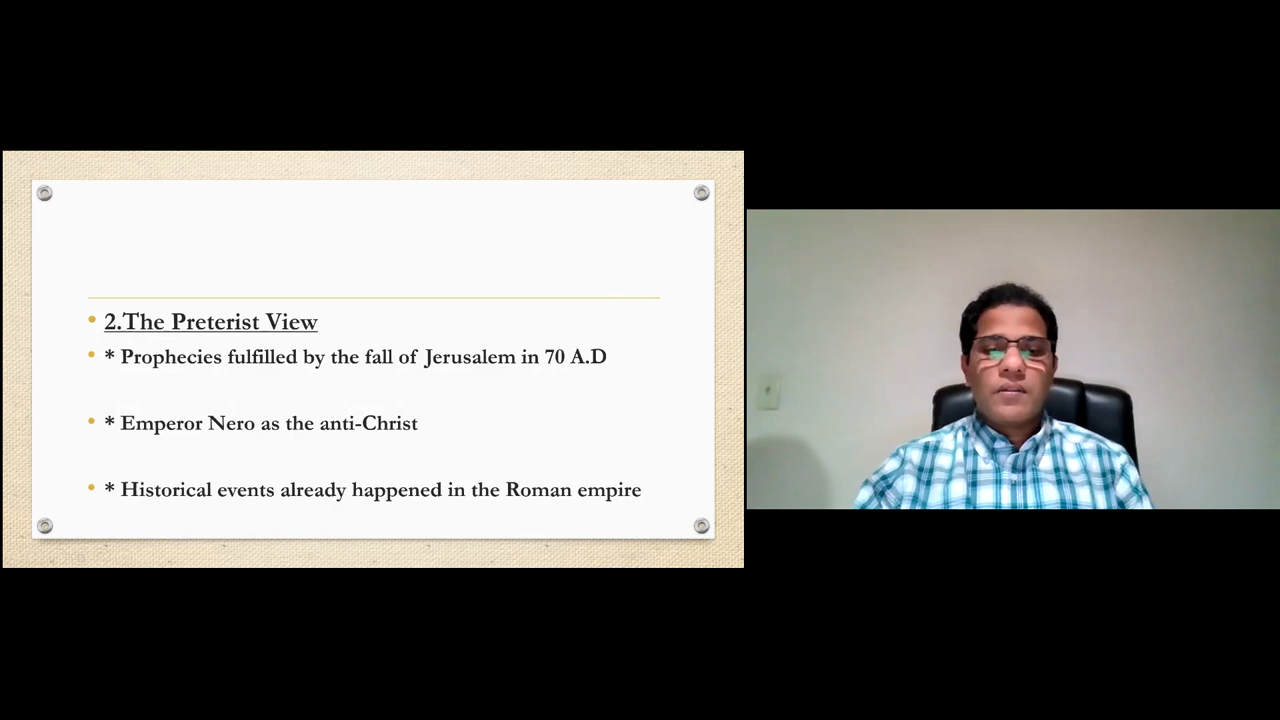 2.The Preterist View
* Prophecies fulfilled by the fall of Jerusalem in 70 A.D
* Emperor Nero as the anti-Christ
* Historical events already happened in the Roman empire